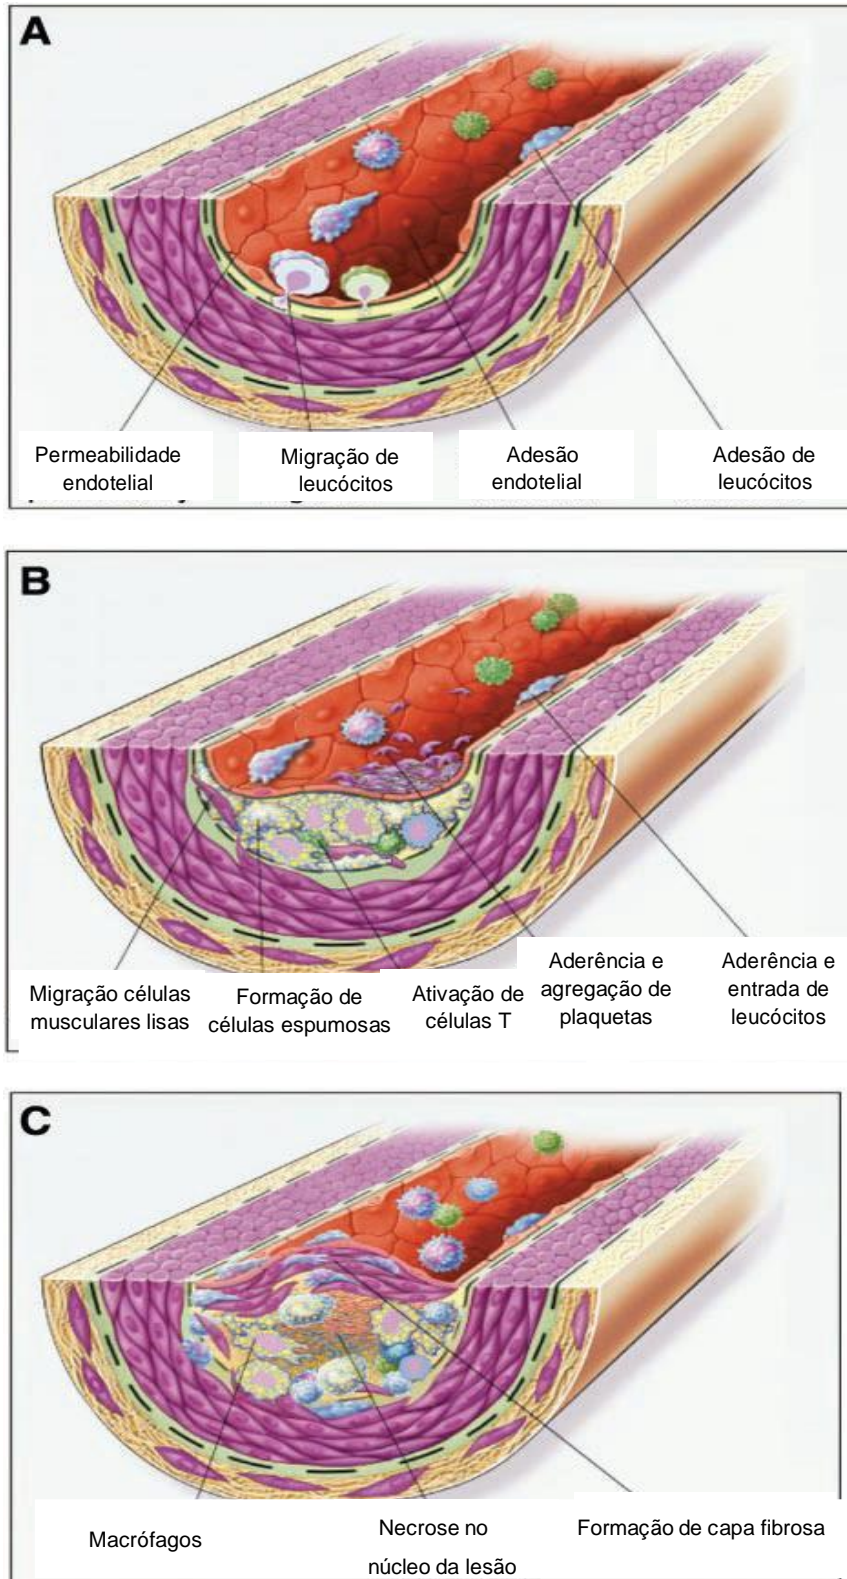 A
Permeabilidade
endotelial
Migração de
leucócitos
Adesão
endotelial
Adesão de
leucócitos
B
Migração células
musculares lisas
Formação de
células espumosas
Ativação de
células T
Aderência e
agregação de
plaquetas
Aderência e
entrada de
leucócitos
C
Macrófagos
Necrose no
núcleo da lesão
Formação de capa fibrosa